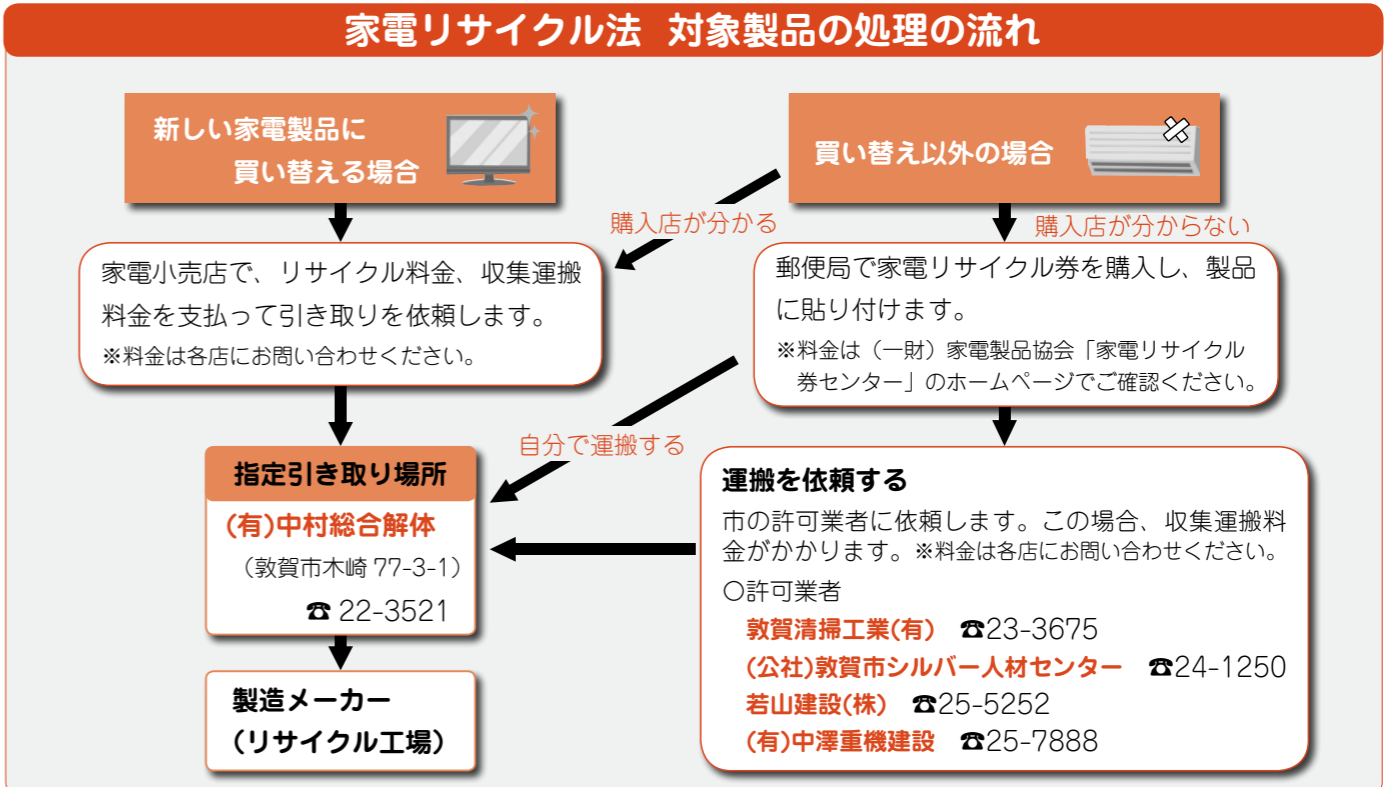 家電リサイクル法 対象製品の処理の流れ
新しい家電製品に
買い替える場合
買い替え以外の場合
購入店が分かる
購入店が分からない
家電小売店で、リサイクル料金、収集運搬
料金を支払って引き取りを依頼します。
※料金は各店にお問い合わせください。
郵便局で家電リサイクル券を購入し、製品
に貼り付けます。
※料金は（一財）家電製品協会「家電リサイクル
券センター」のホームページでご確認ください。
自分で運搬する
指定引き取り場所
(有)中村総合解体
（敦賀市木崎 77-3-1）
☎ 22-3521
運搬を依頼する
市の許可業者に依頼します。この場合、収集運搬料
金がかかります。※料金は各店にお問い合わせください。
〇許可業者
敦賀清掃工業(有) ☎23-3675
(公社)敦賀市シルバー人材センター ☎24-1250
若山建設(株) ☎25-5252
(有)中澤重機建設 ☎25-7888
製造メーカー
（リサイクル工場）